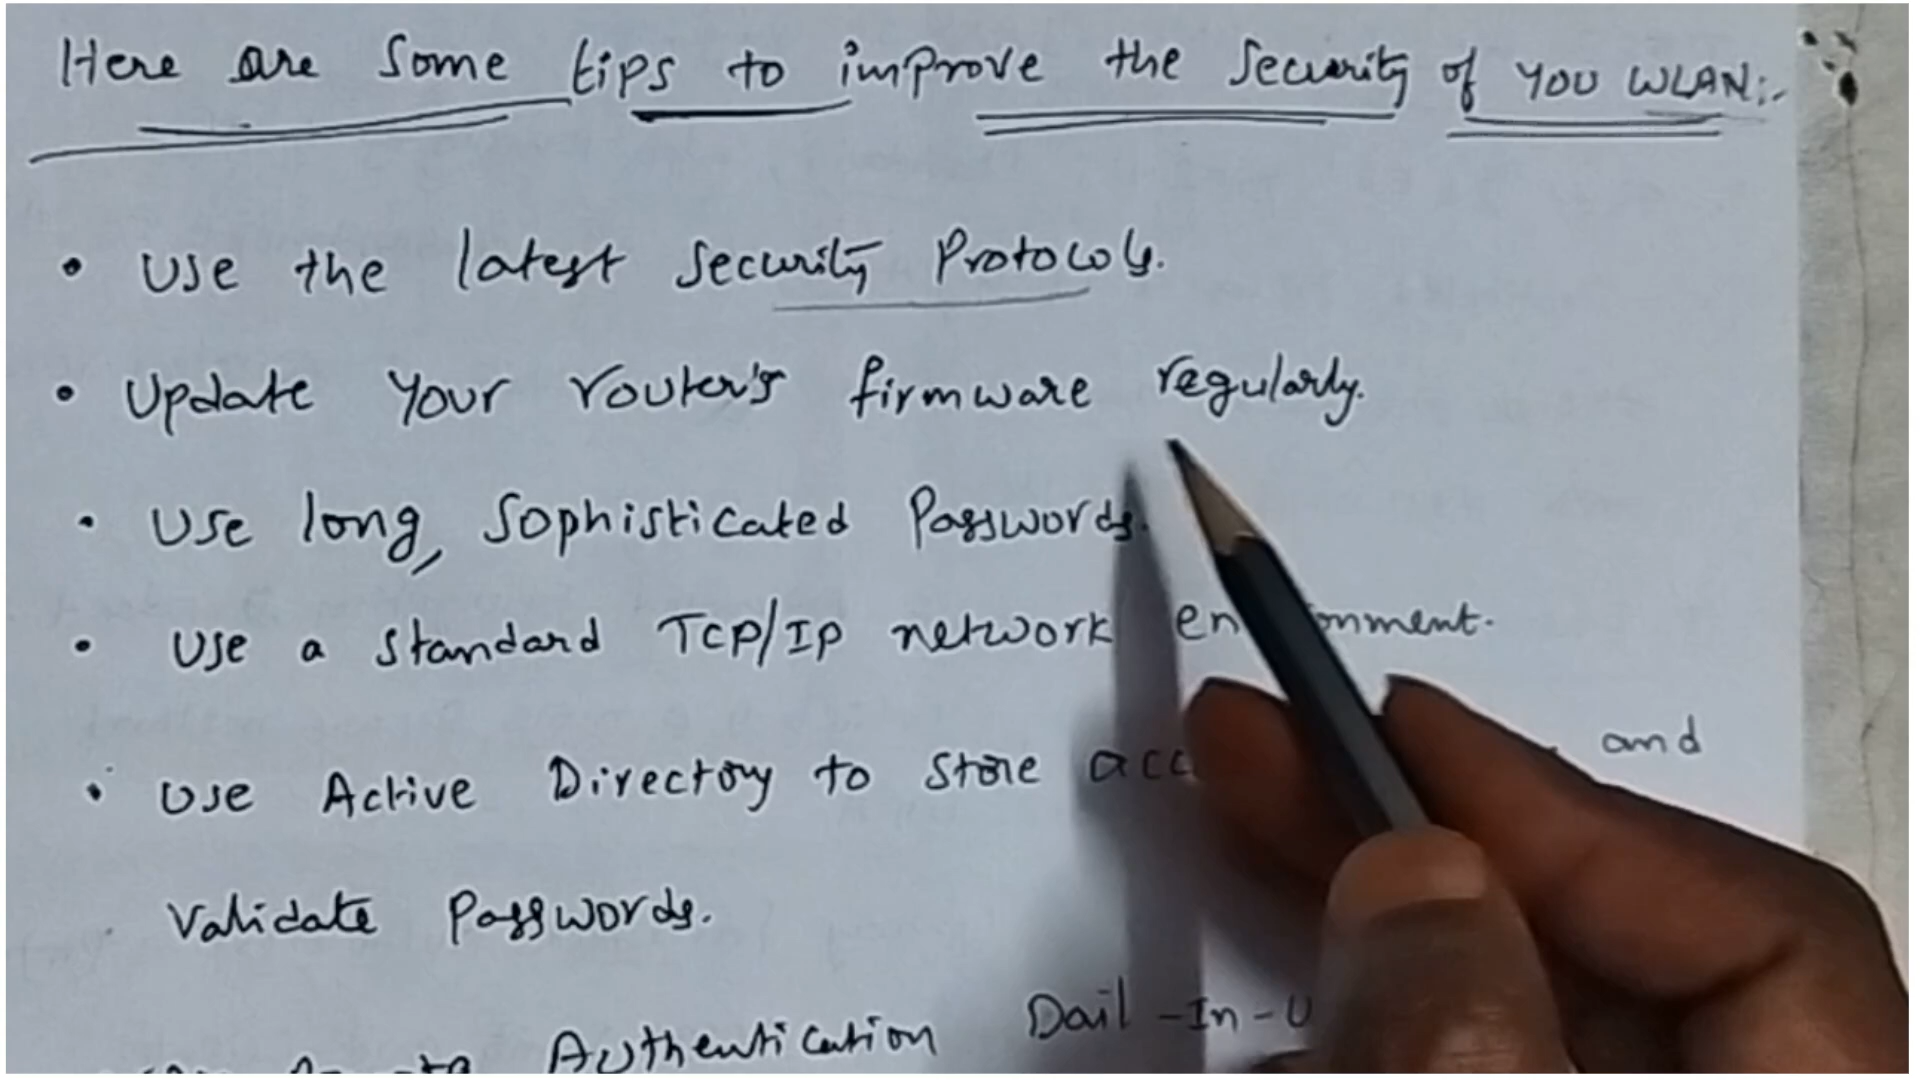 Here are some tips to improve the security of you WLAN:-
• Use the latest security Protocols.
• Update your router's firmware regularly.
• Use long, sophisticated Passwords.
• Use a standard TCP/IP network en onment.
• Use Active Directory to store acc and
validate Passwords.
Authentication Dail-In-U